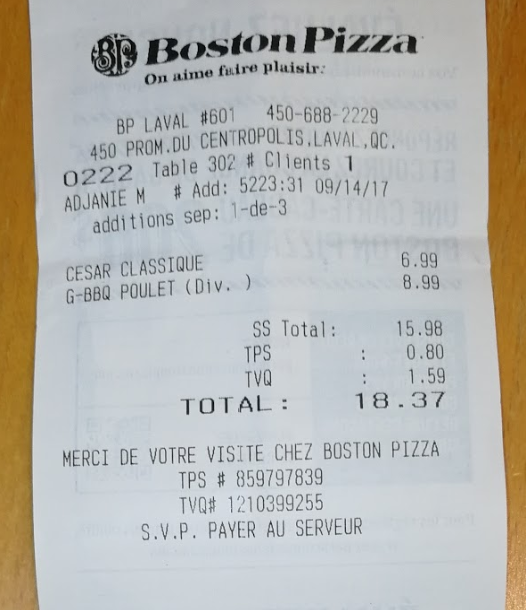 BP Boston Pizza
On aime faire plaisir.
BP LAVAL #601 450-688-2229
450 PROM.DU CENTROPOLIS,LAVAL,QC.
0222 Table 302 # Clients 1
ADJANIE M # Add: 5223:31 09/14/17
additions sep: 1-de-3
CESAR CLASSIQUE 6.99
G-BBQ POULET (Div. ) 8.99
SS Total: 15.98
TPS : 0.80
TVQ : 1.59
TOTAL: 18.37
MERCI DE VOTRE VISITE CHEZ BOSTON PIZZA
TPS # 859797839
TVQ# 1210399255
S.V.P. PAYER AU SERVEUR